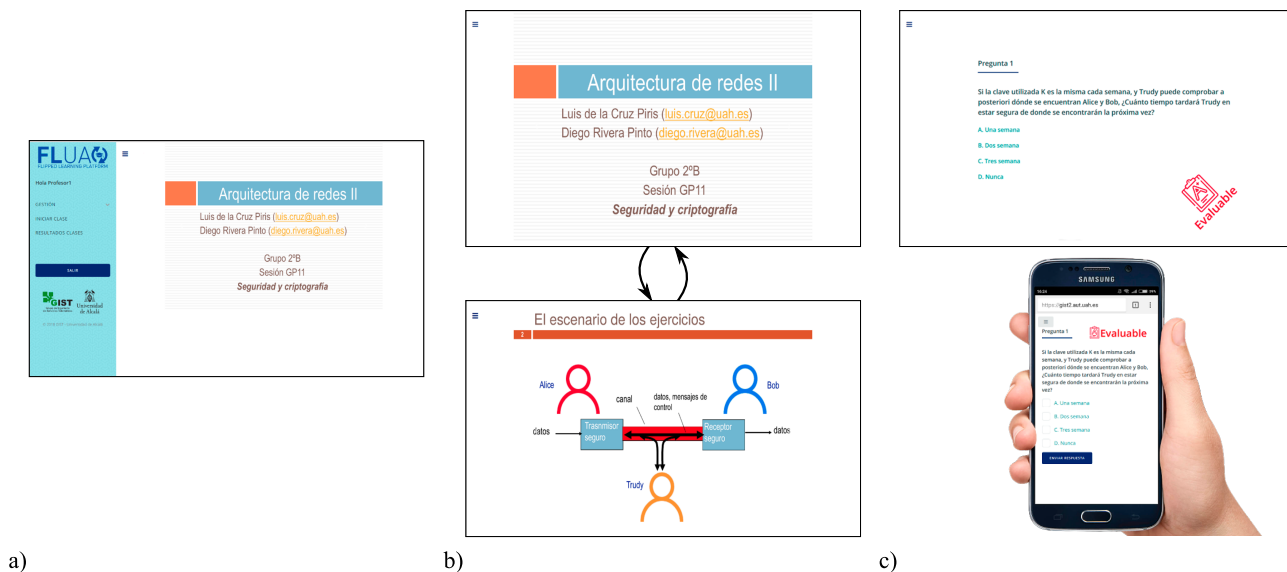 FLUAH
FLIPPED LEARNING PLATFORM
Hola Profesor1
GESTIÓN
INICIAR CLASE
RESULTADOS CLASES
SALIR
GIST
Universidad
de Alcalá
Arquitectura de redes II
Luis de la Cruz Piris (luis.cruz@uah.es)
Diego Rivera Pinto (diego.rivera@uah.es)
Grupo 2ºB
Sesión GP11
Seguridad y criptografía
a)
Arquitectura de redes II
Luis de la Cruz Piris (luis.cruz@uah.es)
Diego Rivera Pinto (diego.rivera@uah.es)
Grupo 2ºB
Sesión GP11
Seguridad y criptografía
El escenario de los ejercicios
2
Alice
Bob
canal
datos, mensajes de
control
datos
Trasnmisor
seguro
Receptor
seguro
datos
Trudy
b)
Pregunta 1
Si la clave utilizada K es la misma cada semana, y Trudy puede comprobar a
posteriori dónde se encuentran Alice y Bob, ¿Cuánto tiempo tardará Trudy en
estar segura de donde se encontrarán la próxima vez?
A. Una semana
B. Dos semana
C. Tres semana
D. Nunca
A+
Evaluable
SAMSUNG
https://gist2.aut.uah.es
Pregunta 1
Evaluable
Si la clave utilizada K es la misma cada
semana, y Trudy puede comprobar a
posteriori dónde se encuentran Alice y Bob,
¿Cuánto tiempo tardará Trudy en estar
segura de donde se encontrarán la próxima
vez?
A. Una semana
B. Dos semana
C. Tres semana
D. Nunca
ENVIAR RESPUESTA
c)